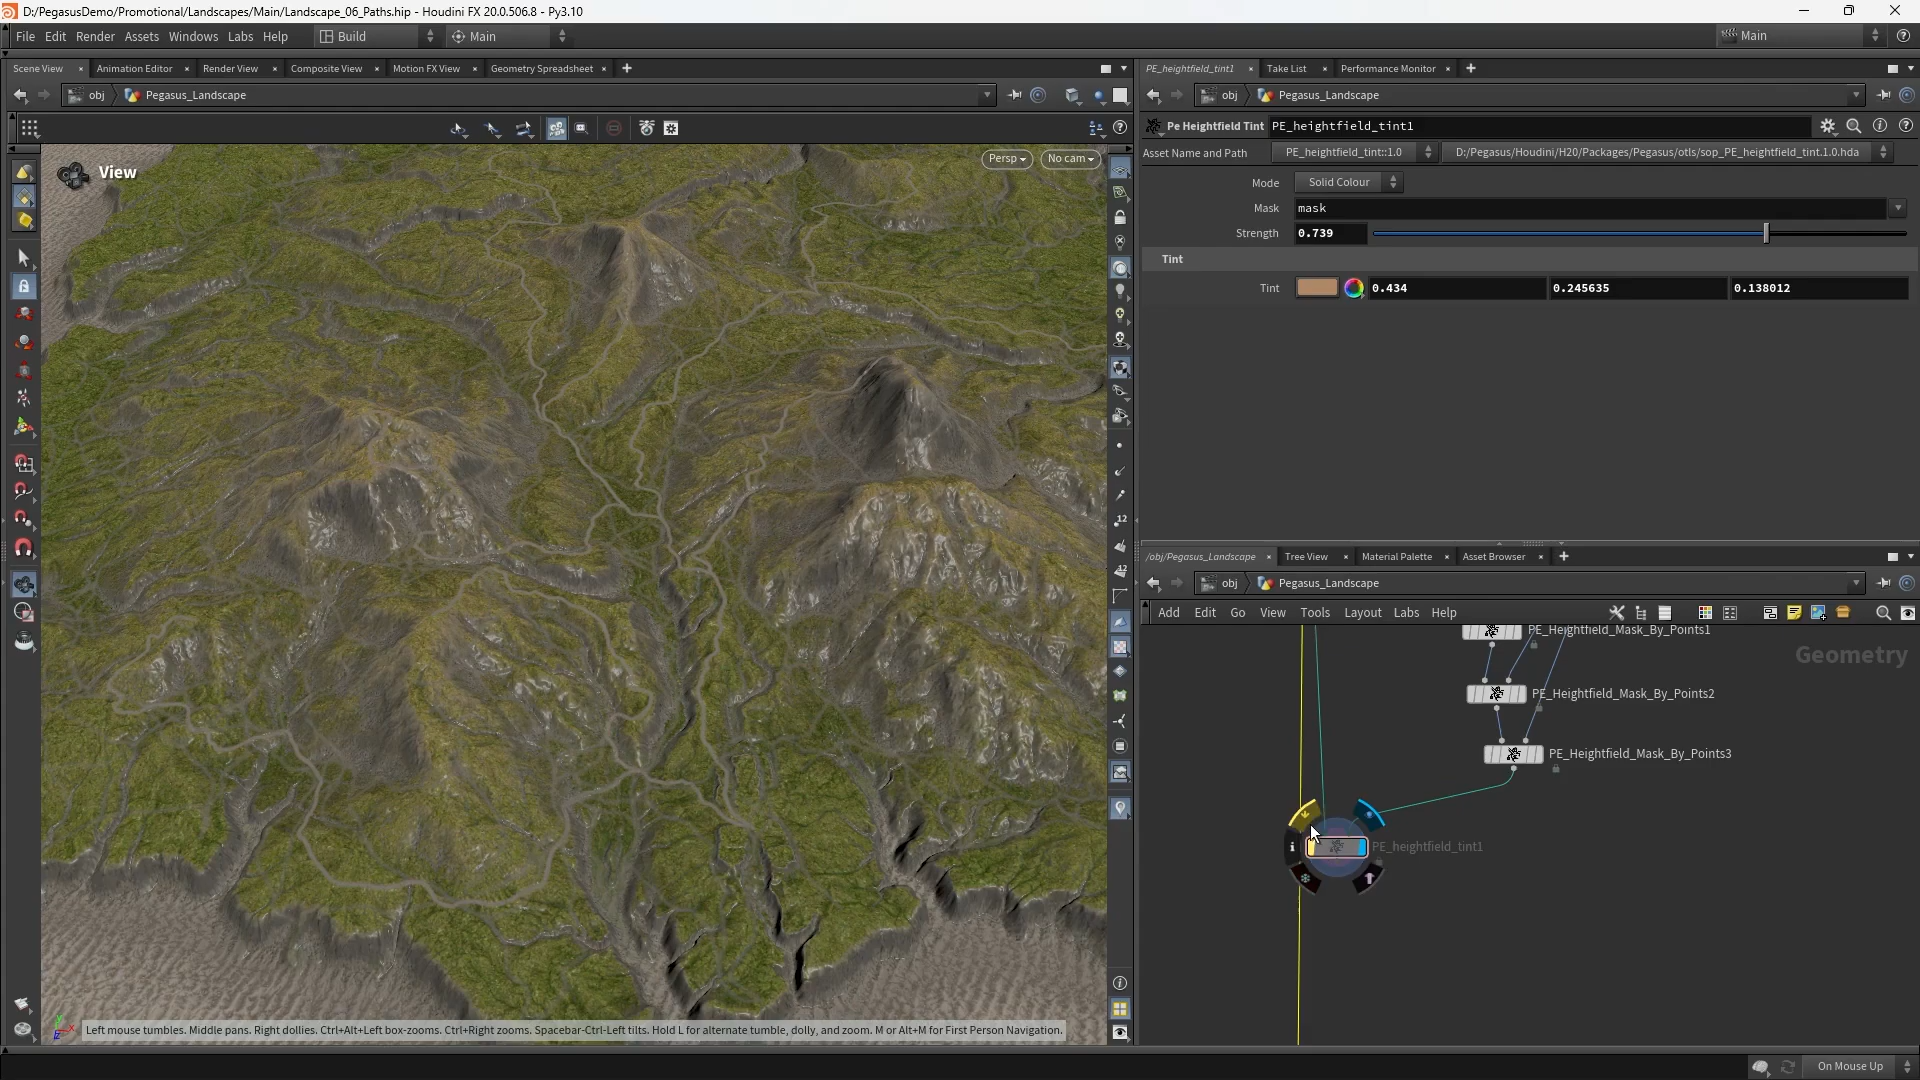 D:/PegasusDemo/Promotional/Landscapes/Main/Landscape_06_Paths.hip - Houdini FX 20.0.506.8 - Py3.10
File Edit Render Assets Windows Labs Help Build Main Main
Scene View Animation Editor Render View Composite View Motion FX View Geometry Spreadsheet
obj Pegasus_Landscape
View
Persp No cam
PE_heightfield_tint1 Take List Performance Monitor
obj Pegasus_Landscape
Pe Heightfield Tint PE_heightfield_tint1
Asset Name and Path PE_heightfield_tint::1.0 D:/Pegasus/Houdini/H20/Packages/Pegasus/otls/sop_PE_heightfield_tint.1.0.hda
Mode Solid Colour
Mask mask
Strength 0.739
Tint
Tint 0.434 0.245635 0.138012
/obj/Pegasus_Landscape Tree View Material Palette Asset Browser
obj Pegasus_Landscape
Add Edit Go View Tools Layout Labs Help
PE_Heightfield_Mask_By_Points1
Geometry
PE_Heightfield_Mask_By_Points2
PE_Heightfield_Mask_By_Points3
PE_heightfield_tint1
12
12
Left mouse tumbles. Middle pans. Right dollies. Ctrl+Alt+Left box-zooms. Ctrl+Right zooms. Spacebar-Ctrl-Left tilts. Hold L for alternate tumble, dolly, and zoom. M or Alt+M for First Person Navigation.
On Mouse Up